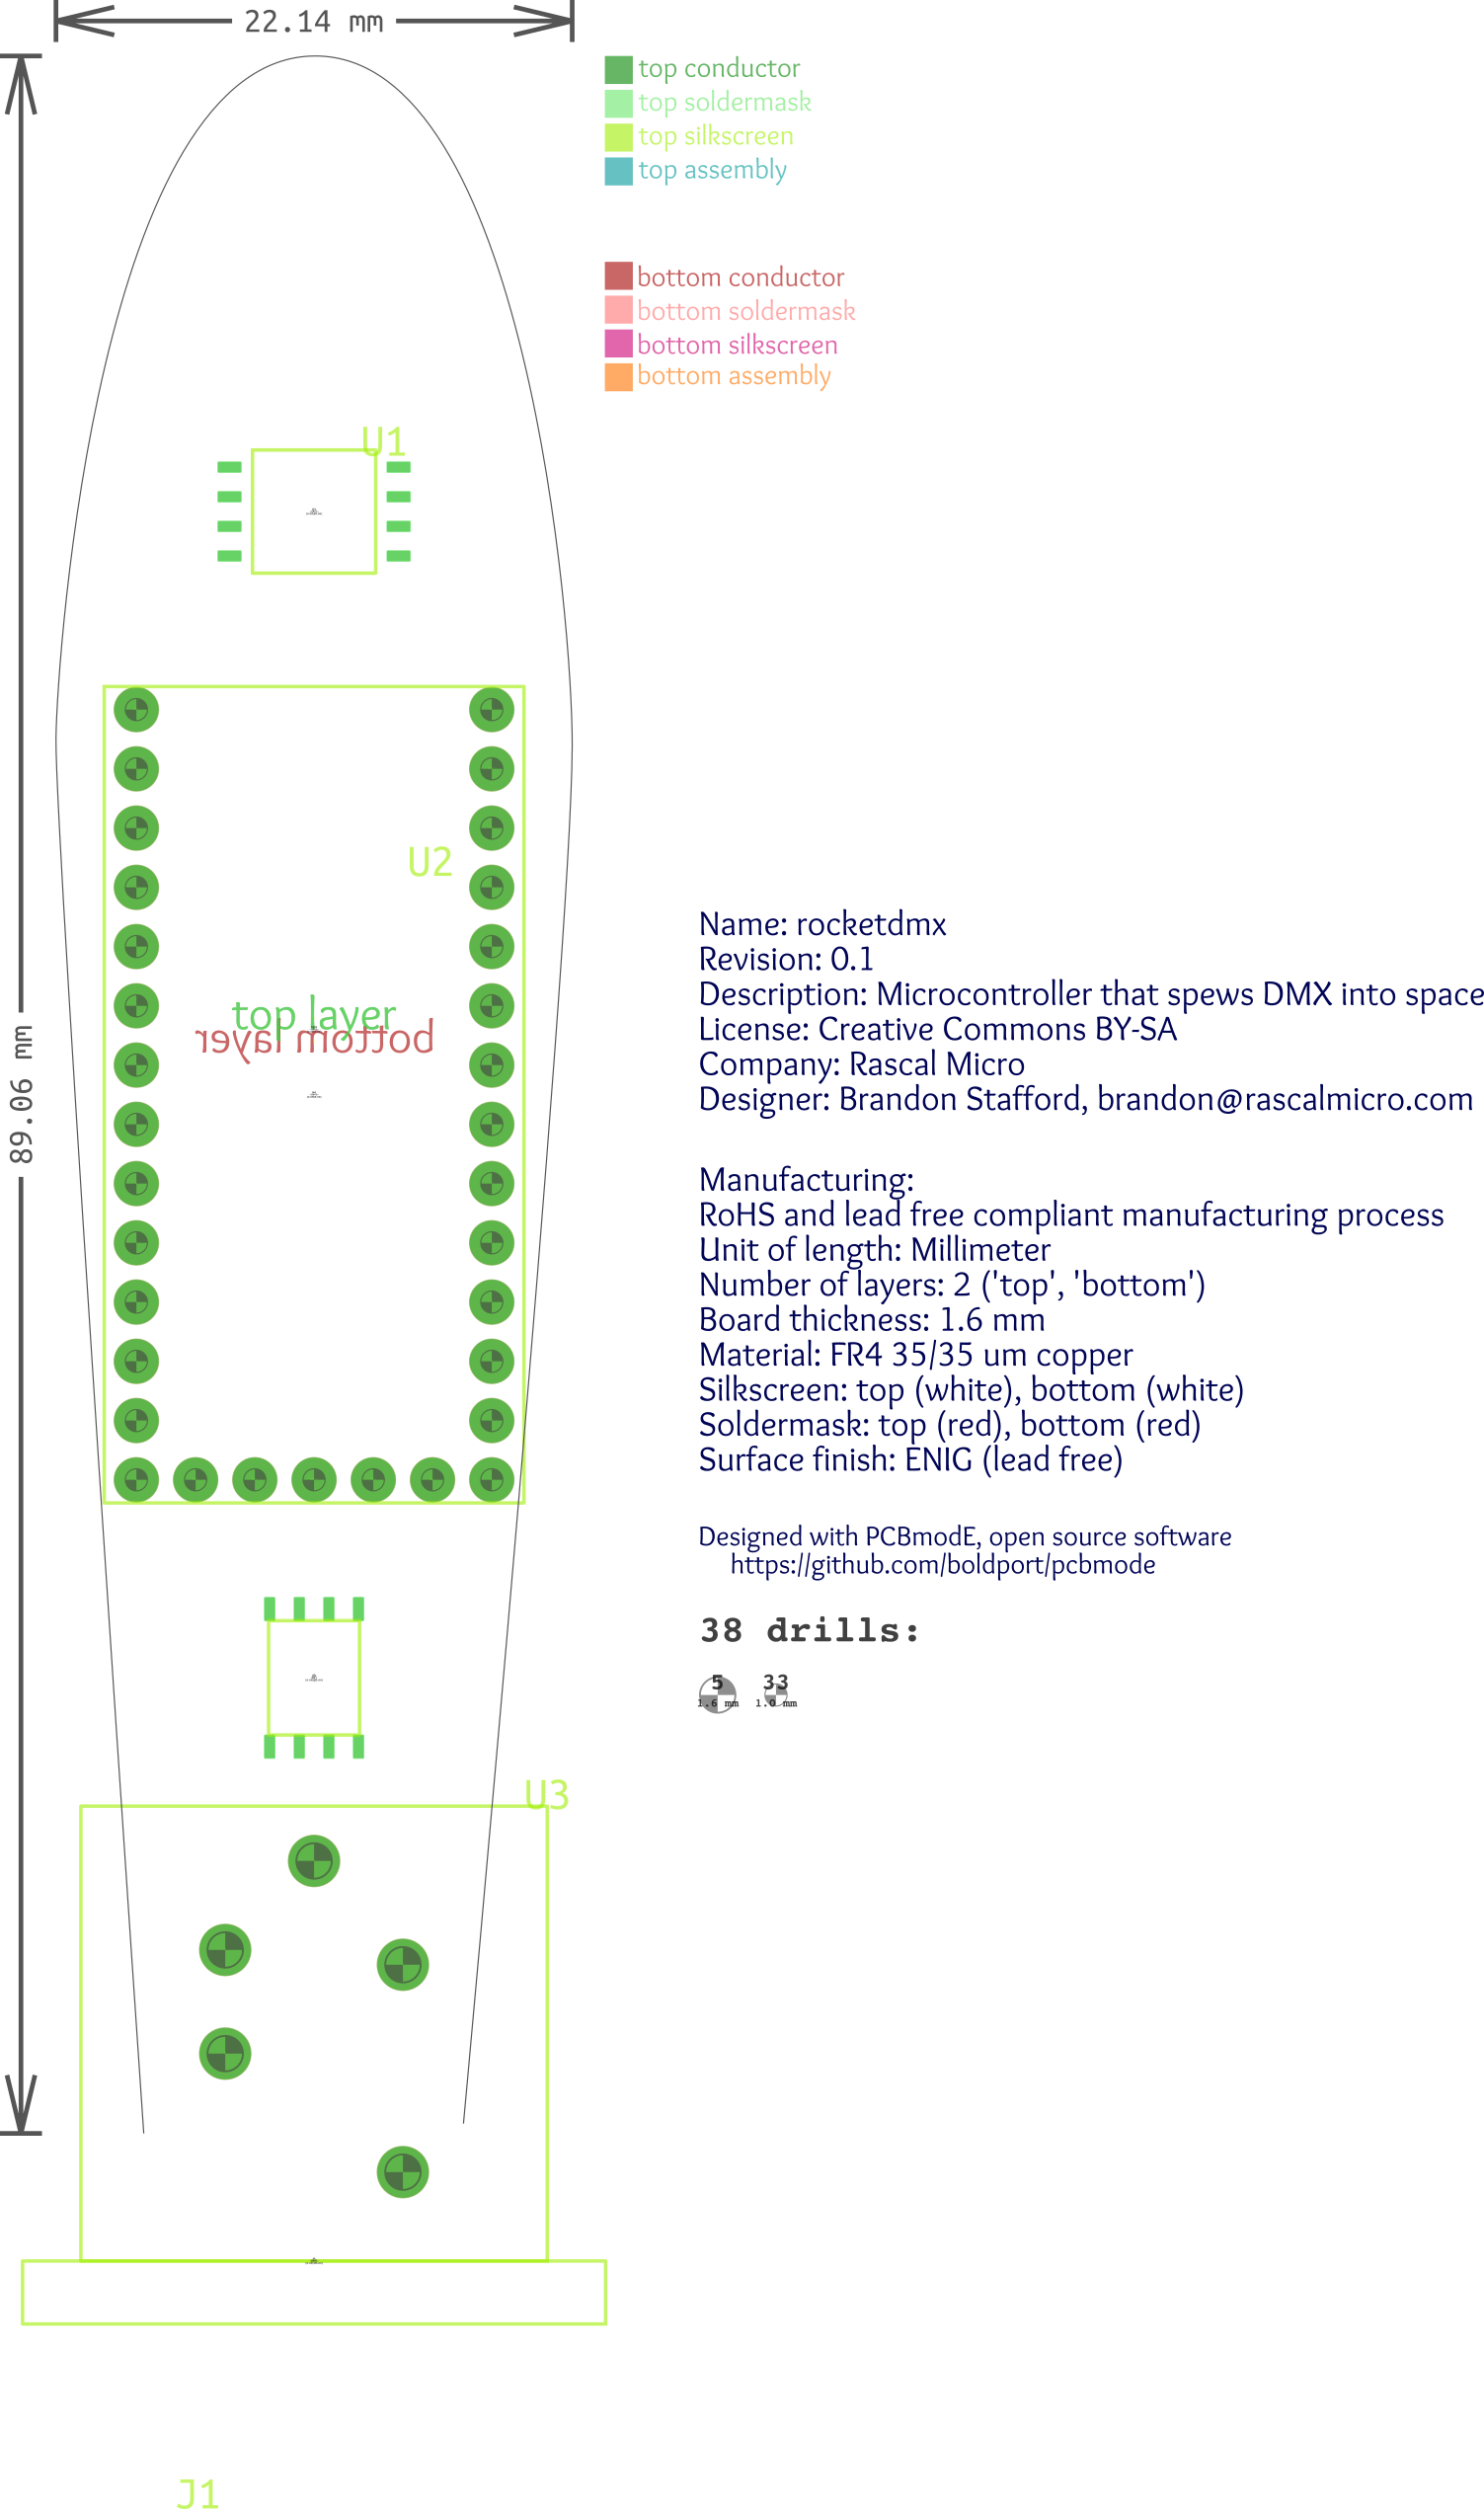 22.14 mm
top conductor
top soldermask
top silkscreen
top assembly
bottom conductor
bottom soldermask
bottom silkscreen
bottom assembly
U1
U2
top layer
bottom layer
89.06 mm
Name: rocketdmx
Revision: 0.1
Description: Microcontroller that spews DMX into space
License: Creative Commons BY-SA
Company: Rascal Micro
Designer: Brandon Stafford, brandon@rascalmicro.com
Manufacturing:
RoHS and lead free compliant manufacturing process
Unit of length: Millimeter
Number of layers: 2 ('top', 'bottom')
Board thickness: 1.6 mm
Material: FR4 35/35 um copper
Silkscreen: top (white), bottom (white)
Soldermask: top (red), bottom (red)
Surface finish: ENIG (lead free)
Designed with PCBmodE, open source software
https://github.com/boldport/pcbmode
38 drills:
5 33
1.6 mm 1.0 mm
U3
J1